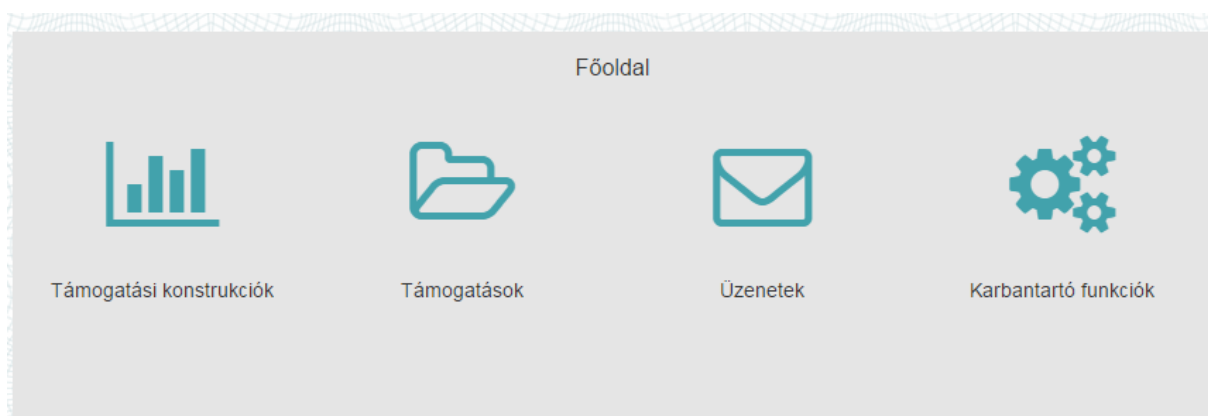 Főoldal
Támogatási konstrukciók
Támogatások
Üzenetek
Karbantartó funkciók